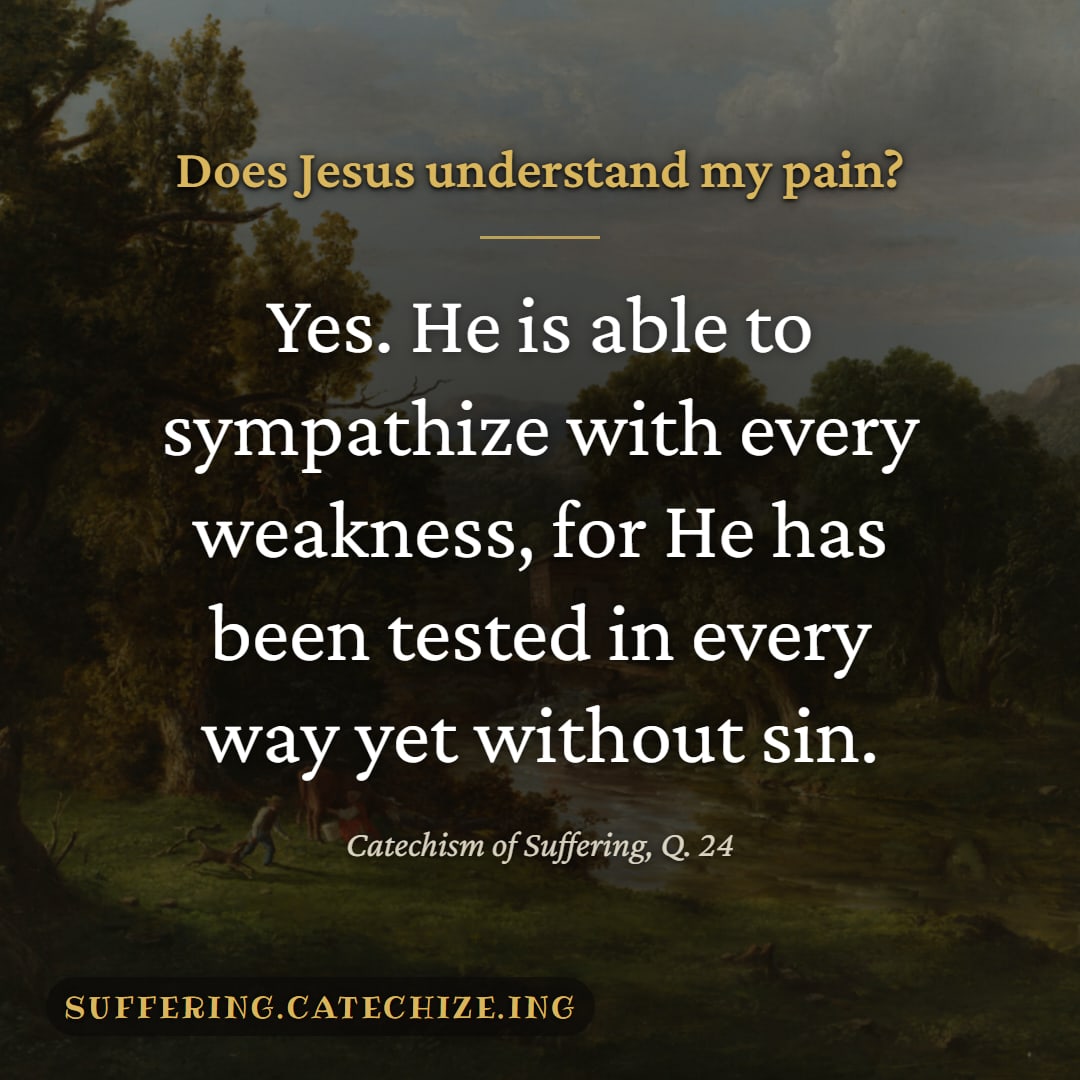 Does Jesus understand my pain?
Yes. He is able to
sympathize with every
weakness, for He has
been tested in every
way yet without sin.
Catechism of Suffering, Q. 24
SUFFERING.CATECHIZE.ING